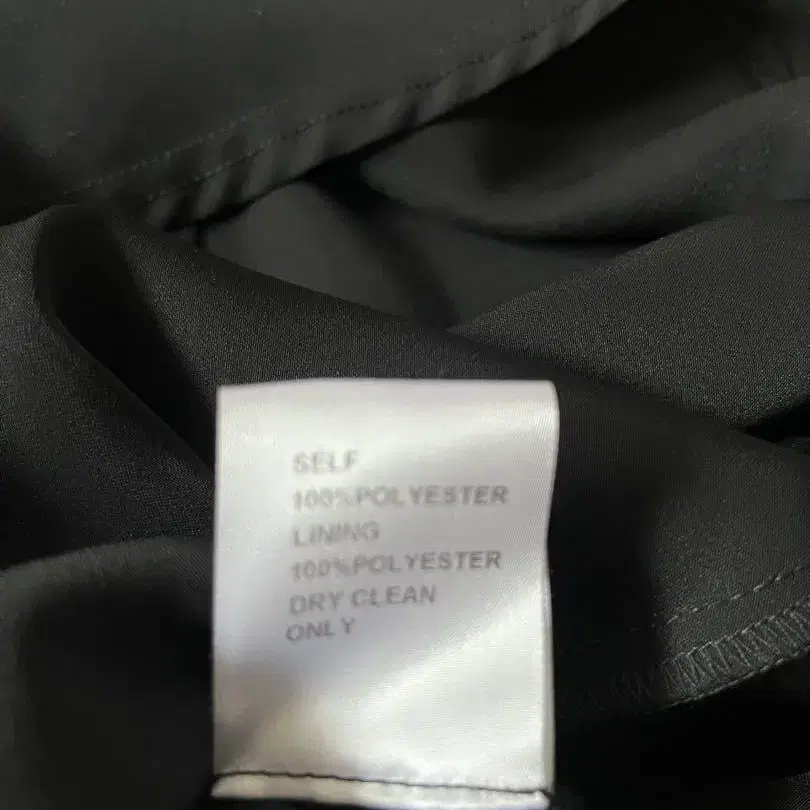 SELF
100%POLYESTER
LINING
100%POLYESTER
DRY CLEAN
ONLY